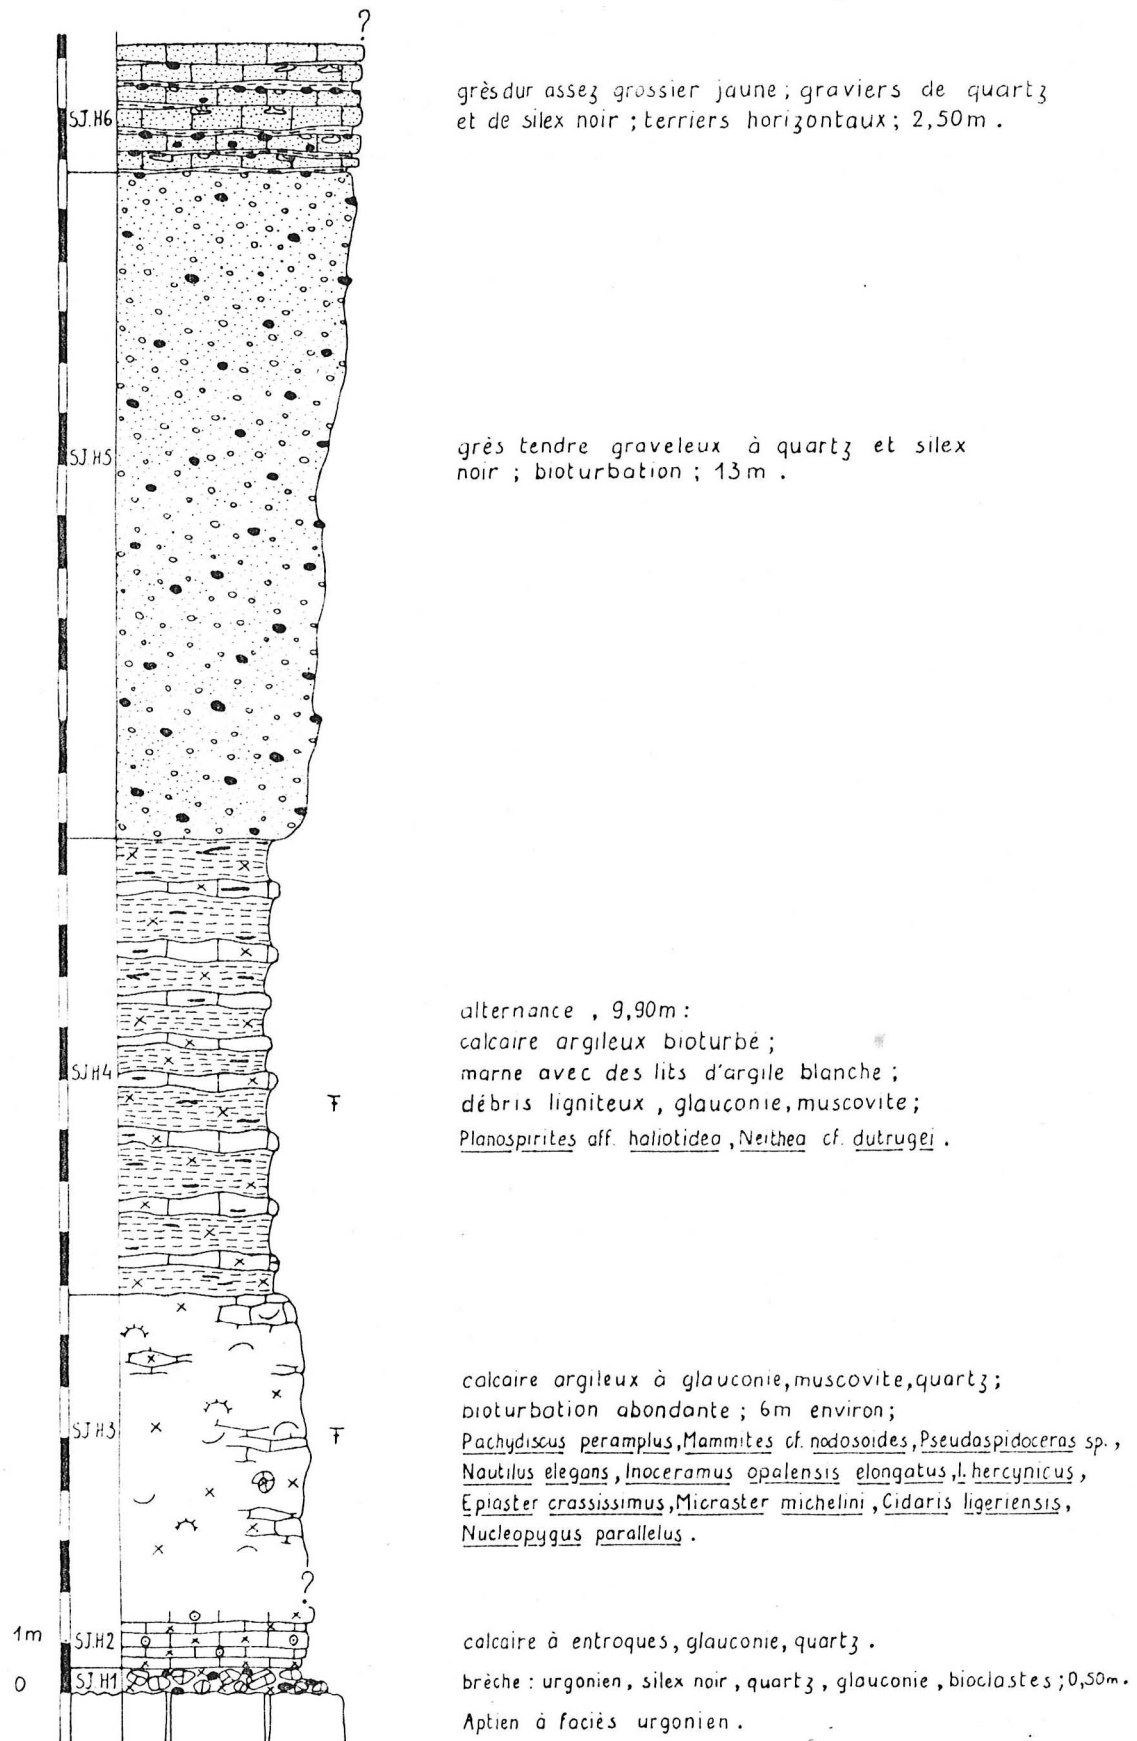 ?
SJ.H6
grès dur assez grossier jaune ; graviers de quartz
et de silex noir ; terriers horizontaux ; 2,50m .
SJ H5
grès tendre graveleux à quartz et silex
noir ; bioturbation ; 13m .
SJH4
alternance , 9,90m :
calcaire argileux bioturbé ;
marne avec des lits d'argile blanche ;
débris ligniteux , glauconie, muscovite ;
Planospirites aff. haliotidea , Neithea cf. dutrugei .
SJ H3
calcaire argileux à glauconie, muscovite, quartz ;
bioturbation abondante ; 6m environ ;
Pachydiscus peramplus, Mammites cf. nodosoides, Pseudaspidoceras sp. ,
Nautilus elegans , Inoceramus opalensis elongatus, I. hercynicus ,
Epiaster crassissimus, Micraster michelini , Cidaris ligeriensis ,
Nucleopygus parallelus .
?
1m
SJ.H2
calcaire à entroques, glauconie, quartz .
0
SJ H1
brèche : urgonien, silex noir , quartz , glauconie , bioclastes ; 0,50m .
Aptien à faciès urgonien .